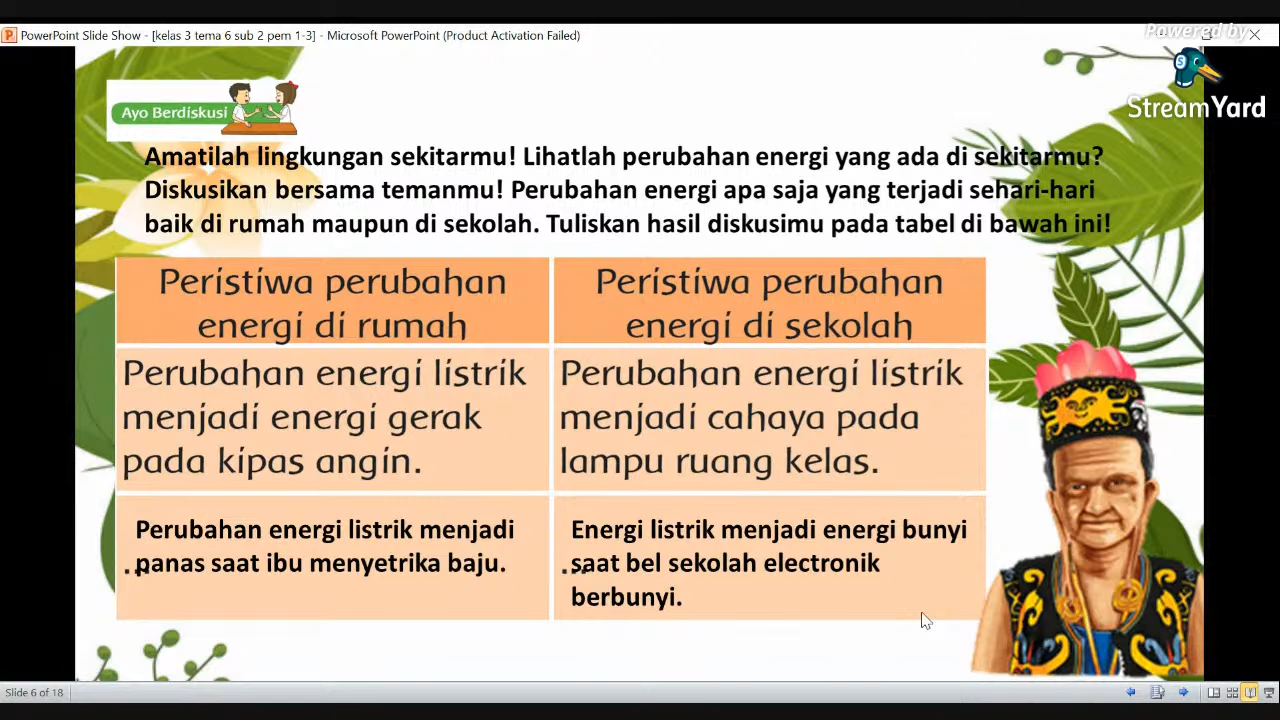 PowerPoint Slide Show - [kelas 3 tema 6 sub 2 pem 1-3] - Microsoft PowerPoint (Product Activation Failed)
Powered by
StreamYard
Ayo Berdiskusi
Amatilah lingkungan sekitarmu! Lihatlah perubahan energi yang ada di sekitarmu?
Diskusikan bersama temanmu! Perubahan energi apa saja yang terjadi sehari-hari
baik di rumah maupun di sekolah. Tuliskan hasil diskusimu pada tabel di bawah ini!
Peristiwa perubahan
energi di rumah
Peristiwa perubahan
energi di sekolah
Perubahan energi listrik
menjadi energi gerak
pada kipas angin.
Perubahan energi listrik
menjadi cahaya pada
lampu ruang kelas.
Perubahan energi listrik menjadi
panas saat ibu menyetrika baju.
...
Energi listrik menjadi energi bunyi
saat bel sekolah electronik
berbunyi.
...
Slide 6 of 18